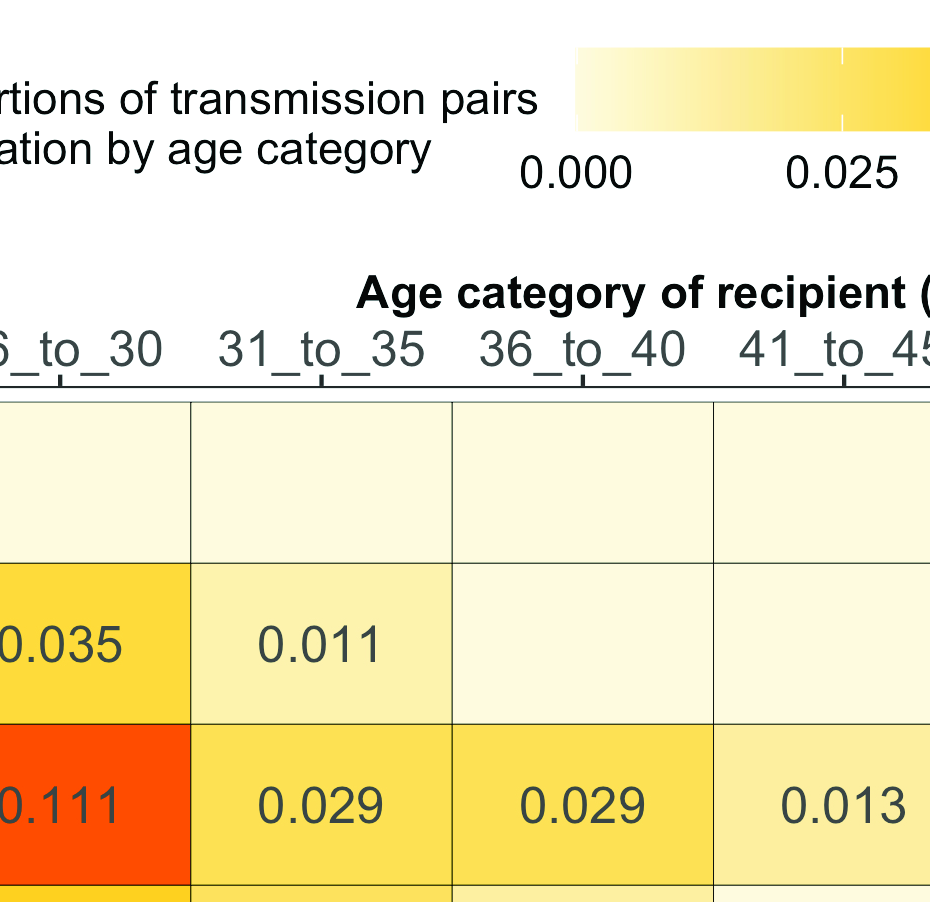 rtions of transmission pairs
ation by age category
0.000 0.025
Age category of recipient (
6_to_30 31_to_35 36_to_40 41_to_45
0.035 0.011
0.111 0.029 0.029 0.013